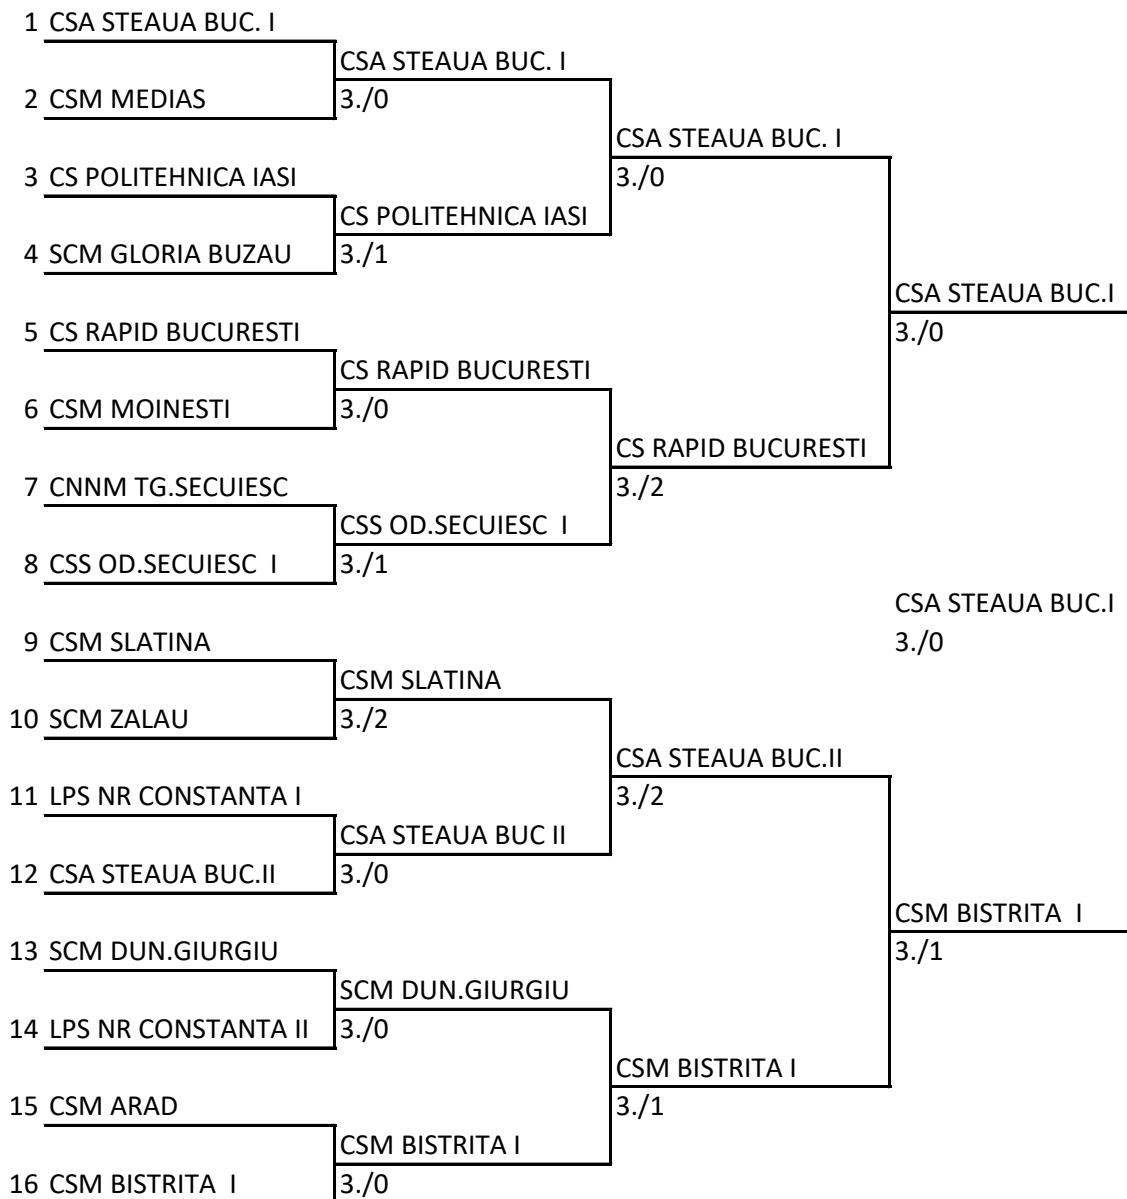 1 CSA STEAUA BUC. I
CSA STEAUA BUC. I
2 CSM MEDIAS
3./0
CSA STEAUA BUC. I
3 CS POLITEHNICA IASI
3./0
CS POLITEHNICA IASI
4 SCM GLORIA BUZAU
3./1
CSA STEAUA BUC.I
5 CS RAPID BUCURESTI
3./0
CS RAPID BUCURESTI
6 CSM MOINESTI
3./0
CS RAPID BUCURESTI
7 CNNM TG.SECUIESC
3./2
CSS OD.SECUIESC I
8 CSS OD.SECUIESC I
3./1
CSA STEAUA BUC.I
9 CSM SLATINA
3./0
CSM SLATINA
10 SCM ZALAU
3./2
CSA STEAUA BUC.II
11 LPS NR CONSTANTA I
3./2
CSA STEAUA BUC II
12 CSA STEAUA BUC.II
3./0
CSM BISTRITA I
13 SCM DUN.GIURGIU
3./1
SCM DUN.GIURGIU
14 LPS NR CONSTANTA II
3./0
CSM BISTRITA I
15 CSM ARAD
3./1
CSM BISTRITA I
16 CSM BISTRITA I
3./0